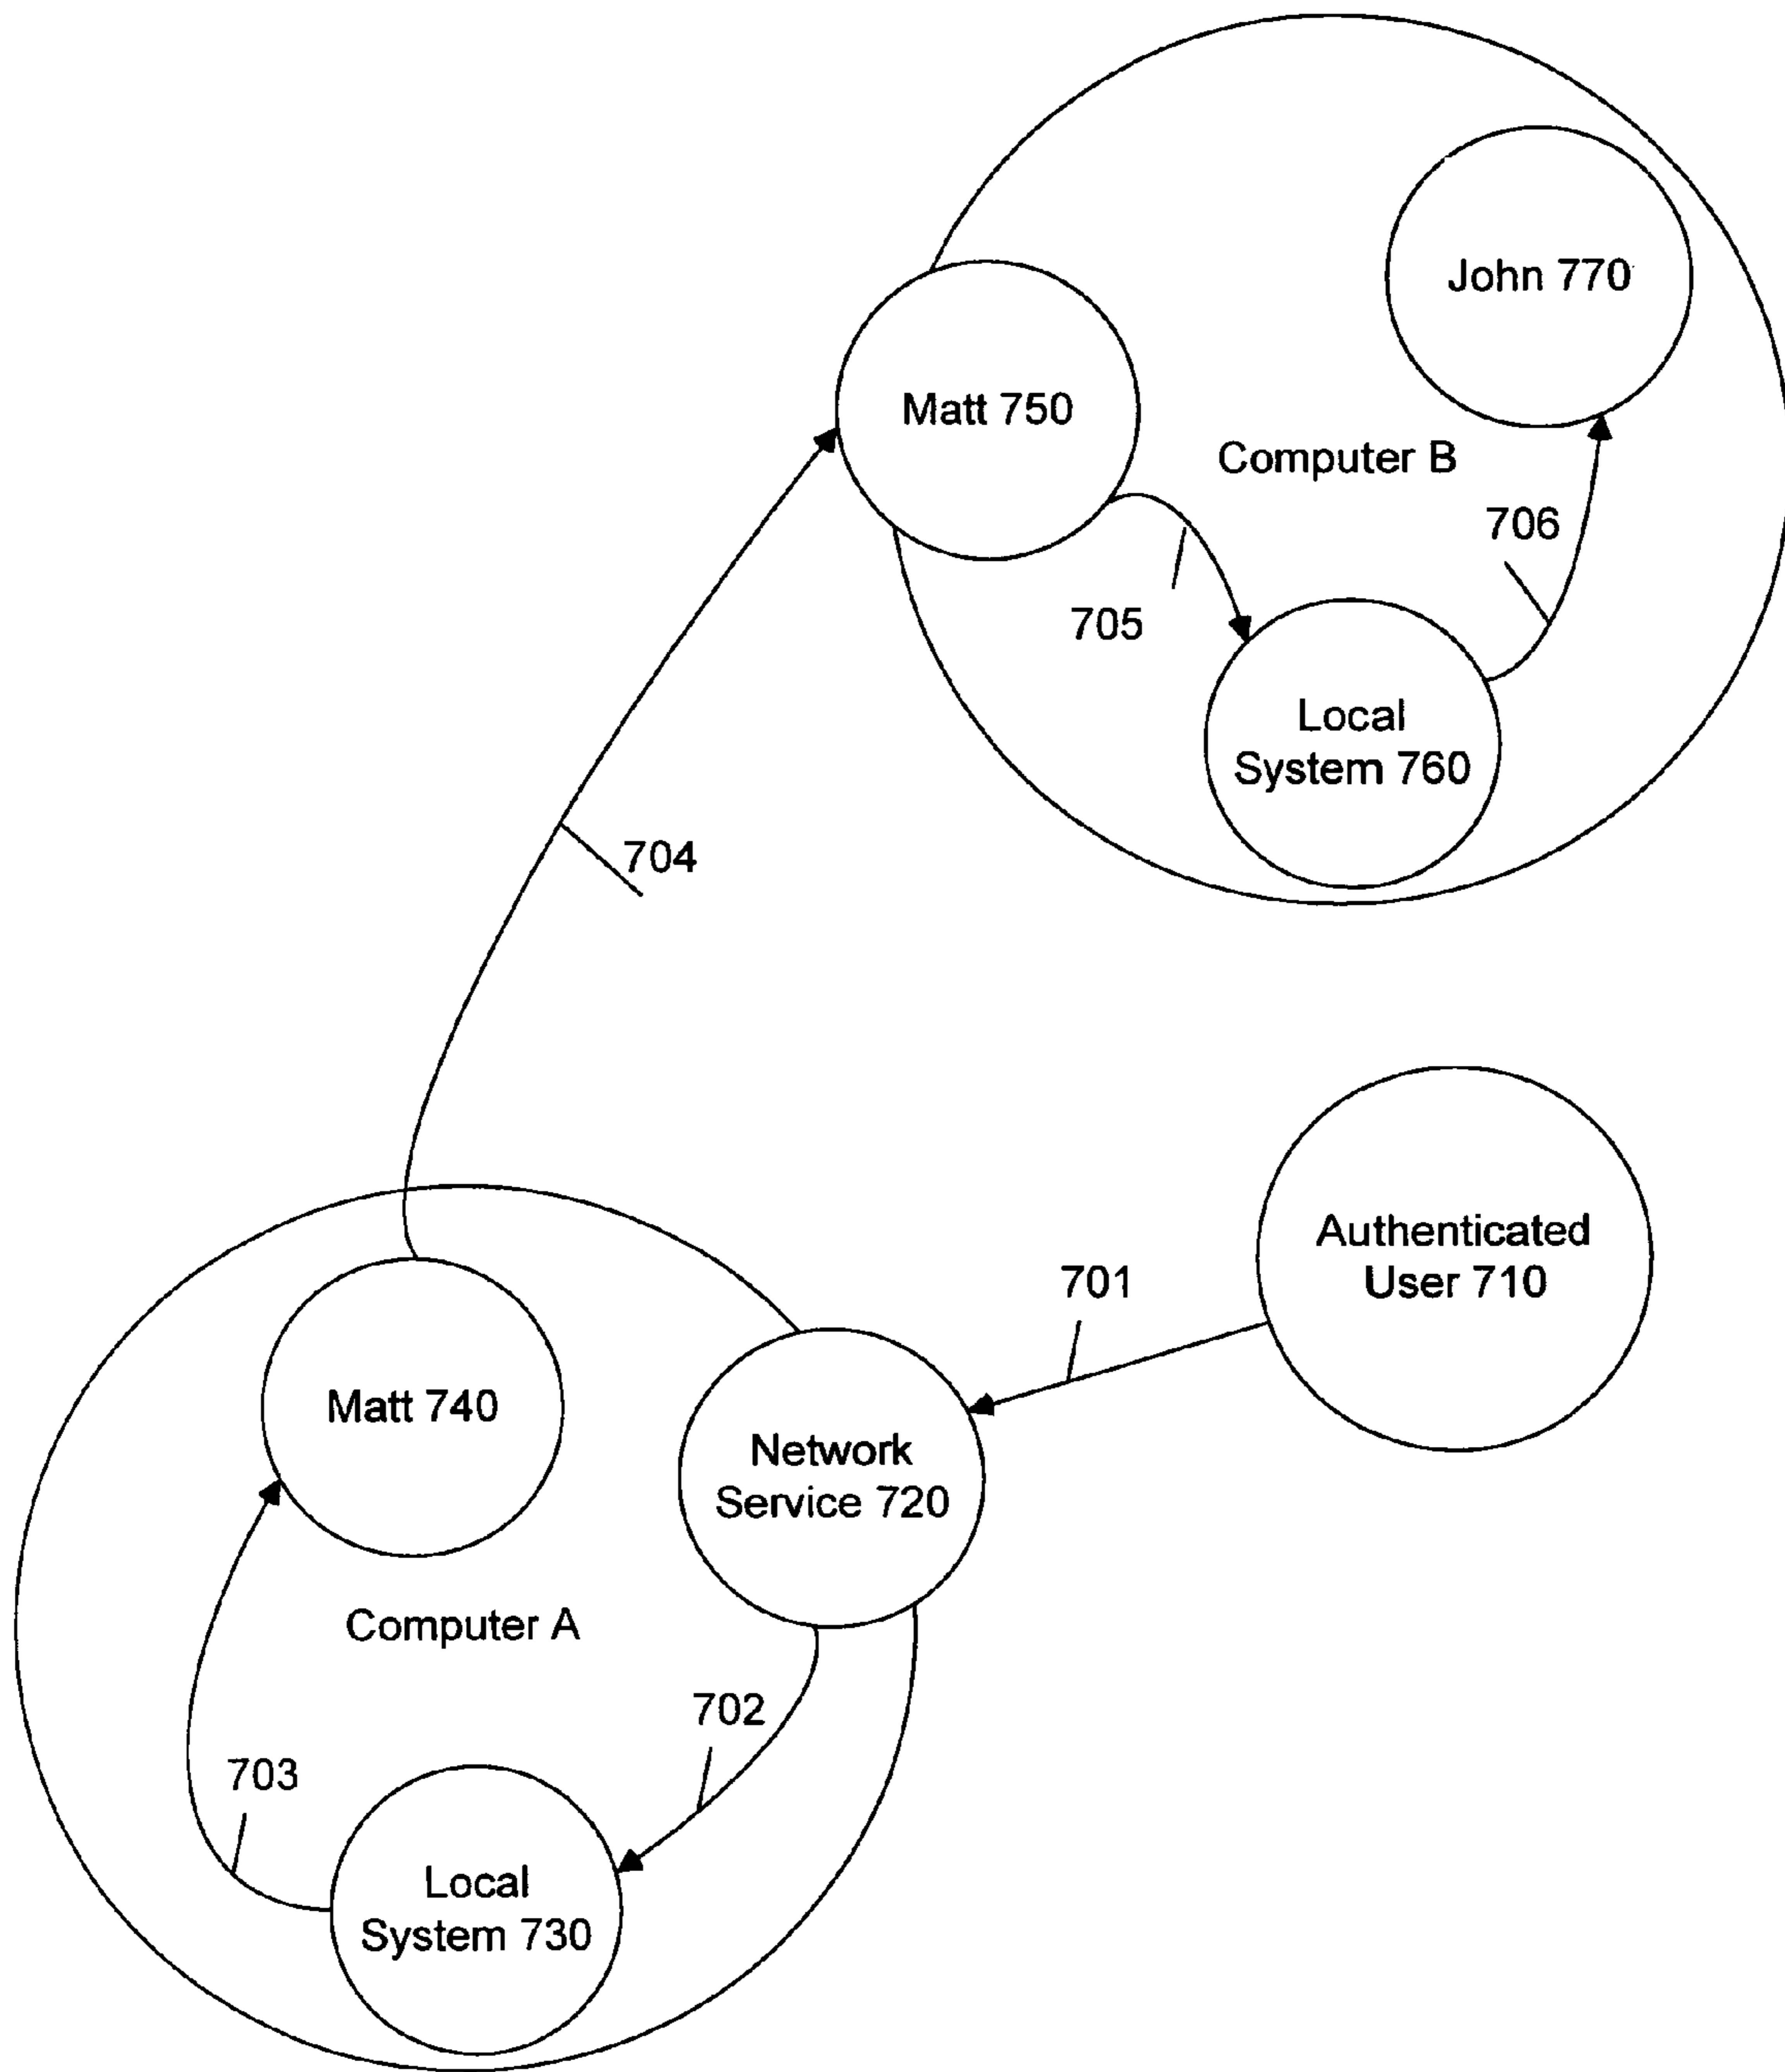 John 770
Matt 750
Computer B
706
705
Local
System 760
704
Authenticated
User 710
701
Matt 740
Network
Service 720
Computer A
702
703
Local
System 730